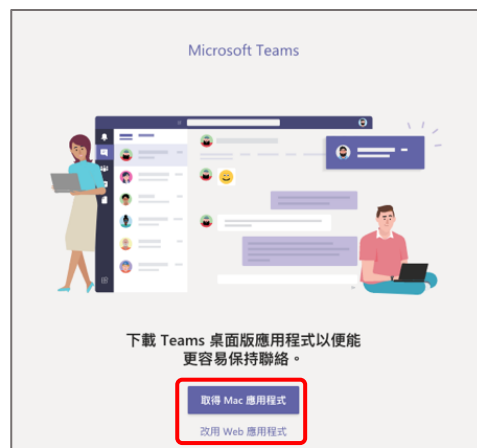 Microsoft Teams
下載 Teams 桌面版應用程式以便能
更容易保持聯絡。
取得 Mac 應用程式
改用 Web 應用程式